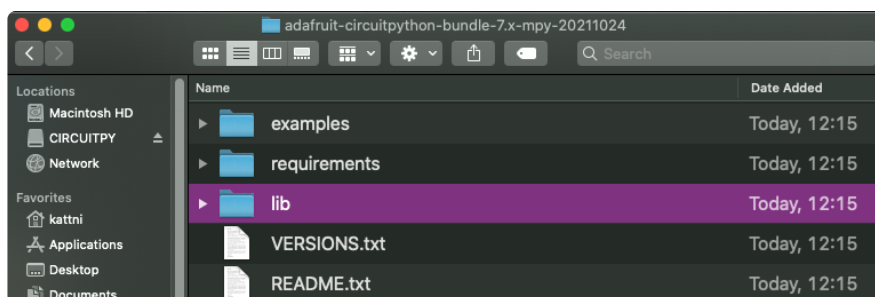 adafruit-circuitpython-bundle-7.x-mpy-20211024
Search
Locations
Macintosh HD
CIRCUITPY
Network
Favorites
kattni
Applications
Desktop
Documents
Name Date Added
examples Today, 12:15
requirements Today, 12:15
lib Today, 12:15
VERSIONS.txt Today, 12:15
README.txt Today, 12:15